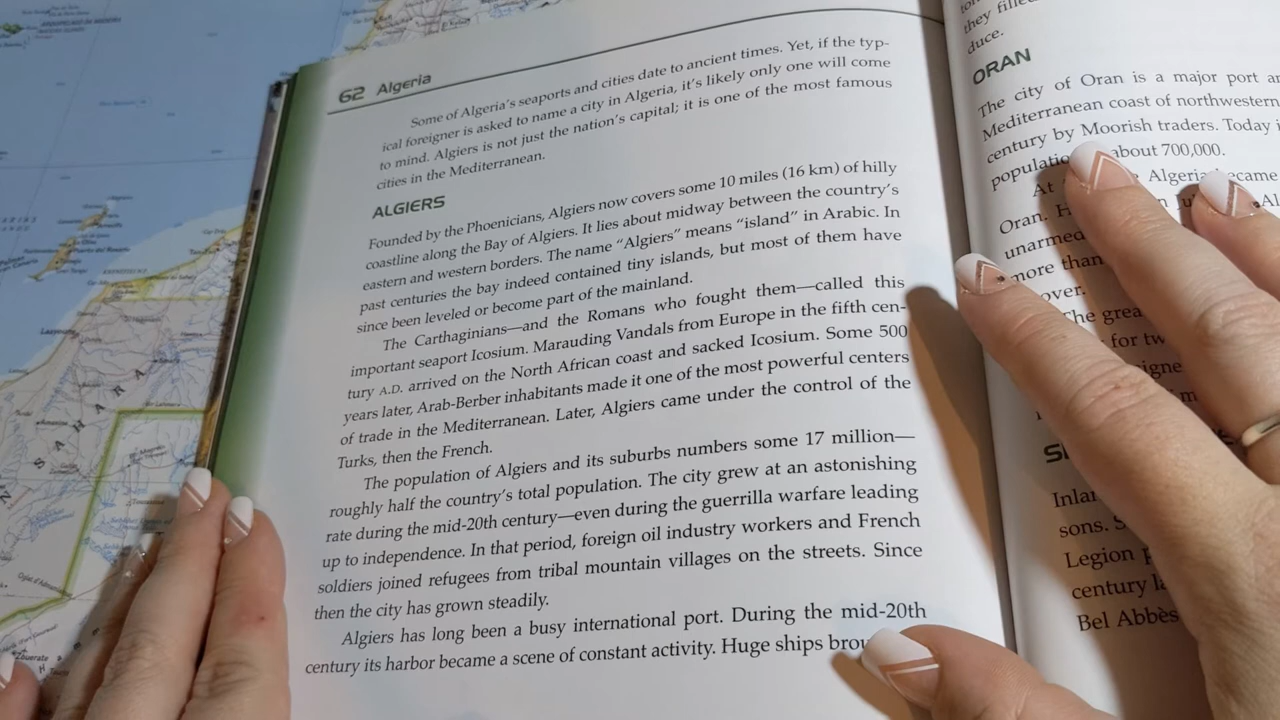 62 Algeria
Some of Algeria's seaports and cities date to ancient times. Yet, if the typ-
ical foreigner is asked to name a city in Algeria, it's likely only one will come
to mind. Algiers is not just the nation's capital; it is one of the most famous
cities in the Mediterranean.
ALGIERS
Founded by the Phoenicians, Algiers now covers some 10 miles (16 km) of hilly
coastline along the Bay of Algiers. It lies about midway between the country's
eastern and western borders. The name "Algiers" means "island" in Arabic. In
past centuries the bay indeed contained tiny islands, but most of them have
since been leveled or become part of the mainland.
The Carthaginians—and the Romans who fought them—called this
important seaport Icosium. Marauding Vandals from Europe in the fifth cen-
tury A.D. arrived on the North African coast and sacked Icosium. Some 500
years later, Arab-Berber inhabitants made it one of the most powerful centers
of trade in the Mediterranean. Later, Algiers came under the control of the
Turks, then the French.
The population of Algiers and its suburbs numbers some 17 million—
roughly half the country's total population. The city grew at an astonishing
rate during the mid-20th century—even during the guerrilla warfare leading
up to independence. In that period, foreign oil industry workers and French
soldiers joined refugees from tribal mountain villages on the streets. Since
then the city has grown steadily.
Algiers has long been a busy international port. During the mid-20th
century its harbor became a scene of constant activity. Huge ships
they
duce.
ORAN
The city of Oran is a major port
Mediterranean coast of northwestern
century by Moorish traders. Today
about 700,000.
At Algeria
Oran.
unarmed
more than
over.
The
for
Inlan
sons.
Legion
century
Bel Abbès
SAHARA